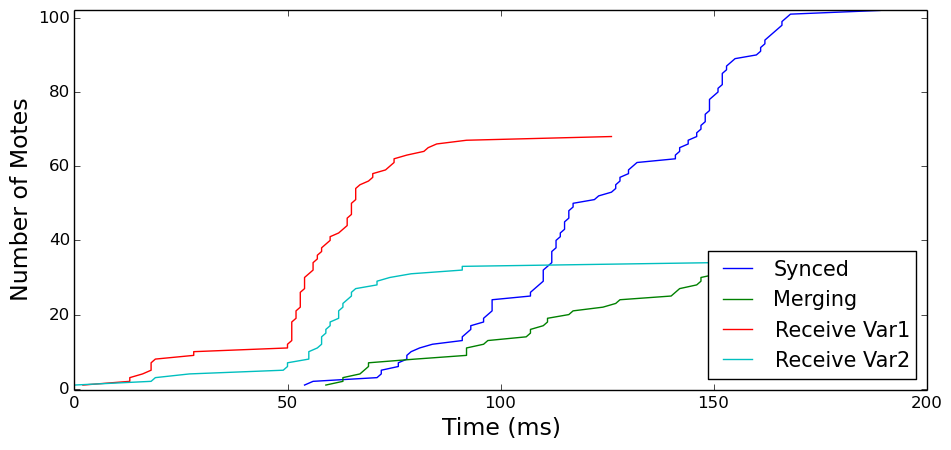 Number of Motes
100
80
60
40
20
0
0 50 100 150 200
Time (ms)
Synced
Merging
Receive Var1
Receive Var2